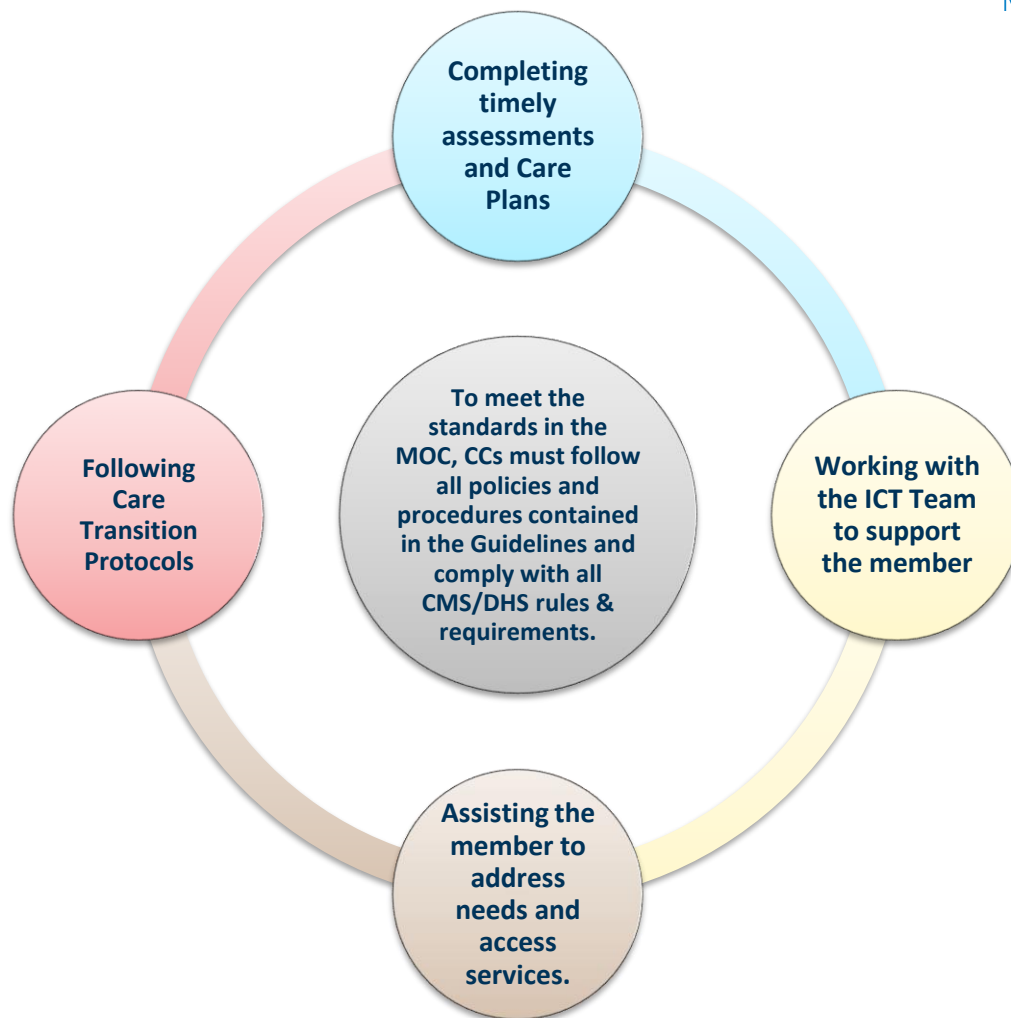 Completing
timely
assessments
and Care
Plans
Following
Care
Transition
Protocols
To meet the
standards in the
MOC, CCs must follow
all policies and
procedures contained
in the Guidelines and
comply with all
CMS/DHS rules &
requirements.
Working with
the ICT Team
to support
the member
Assisting the
member to
address
needs and
access
services.